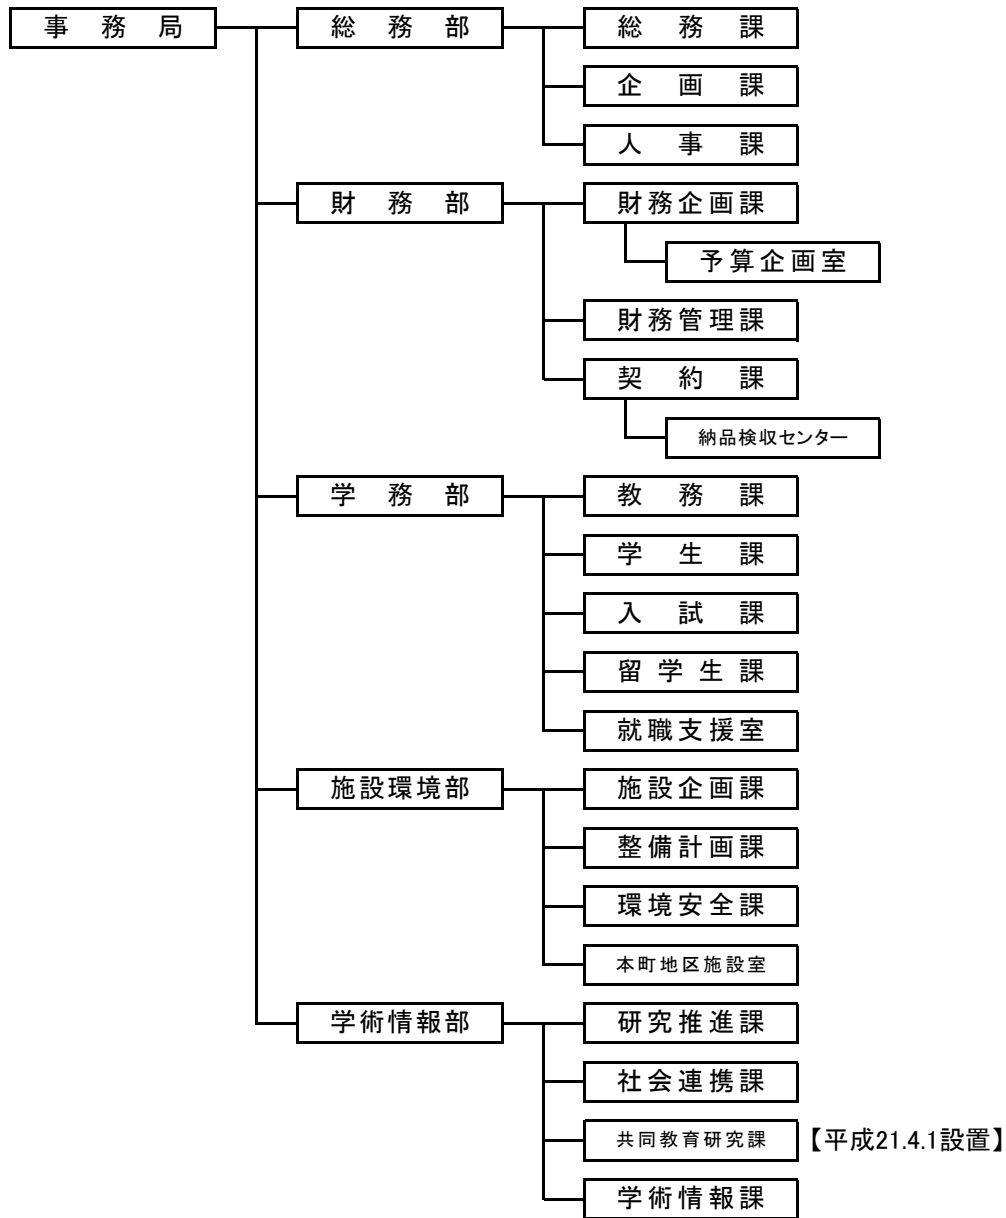 事務局
総務部
総務課
企画課
人事課
財務部
財務企画課
予算企画室
財務管理課
契約課
納品検収センター
学務部
教務課
学生課
入試課
留学生課
就職支援室
施設環境部
施設企画課
整備計画課
環境安全課
本町地区施設室
学術情報部
研究推進課
社会連携課
共同教育研究課 【平成21.4.1設置】
学術情報課